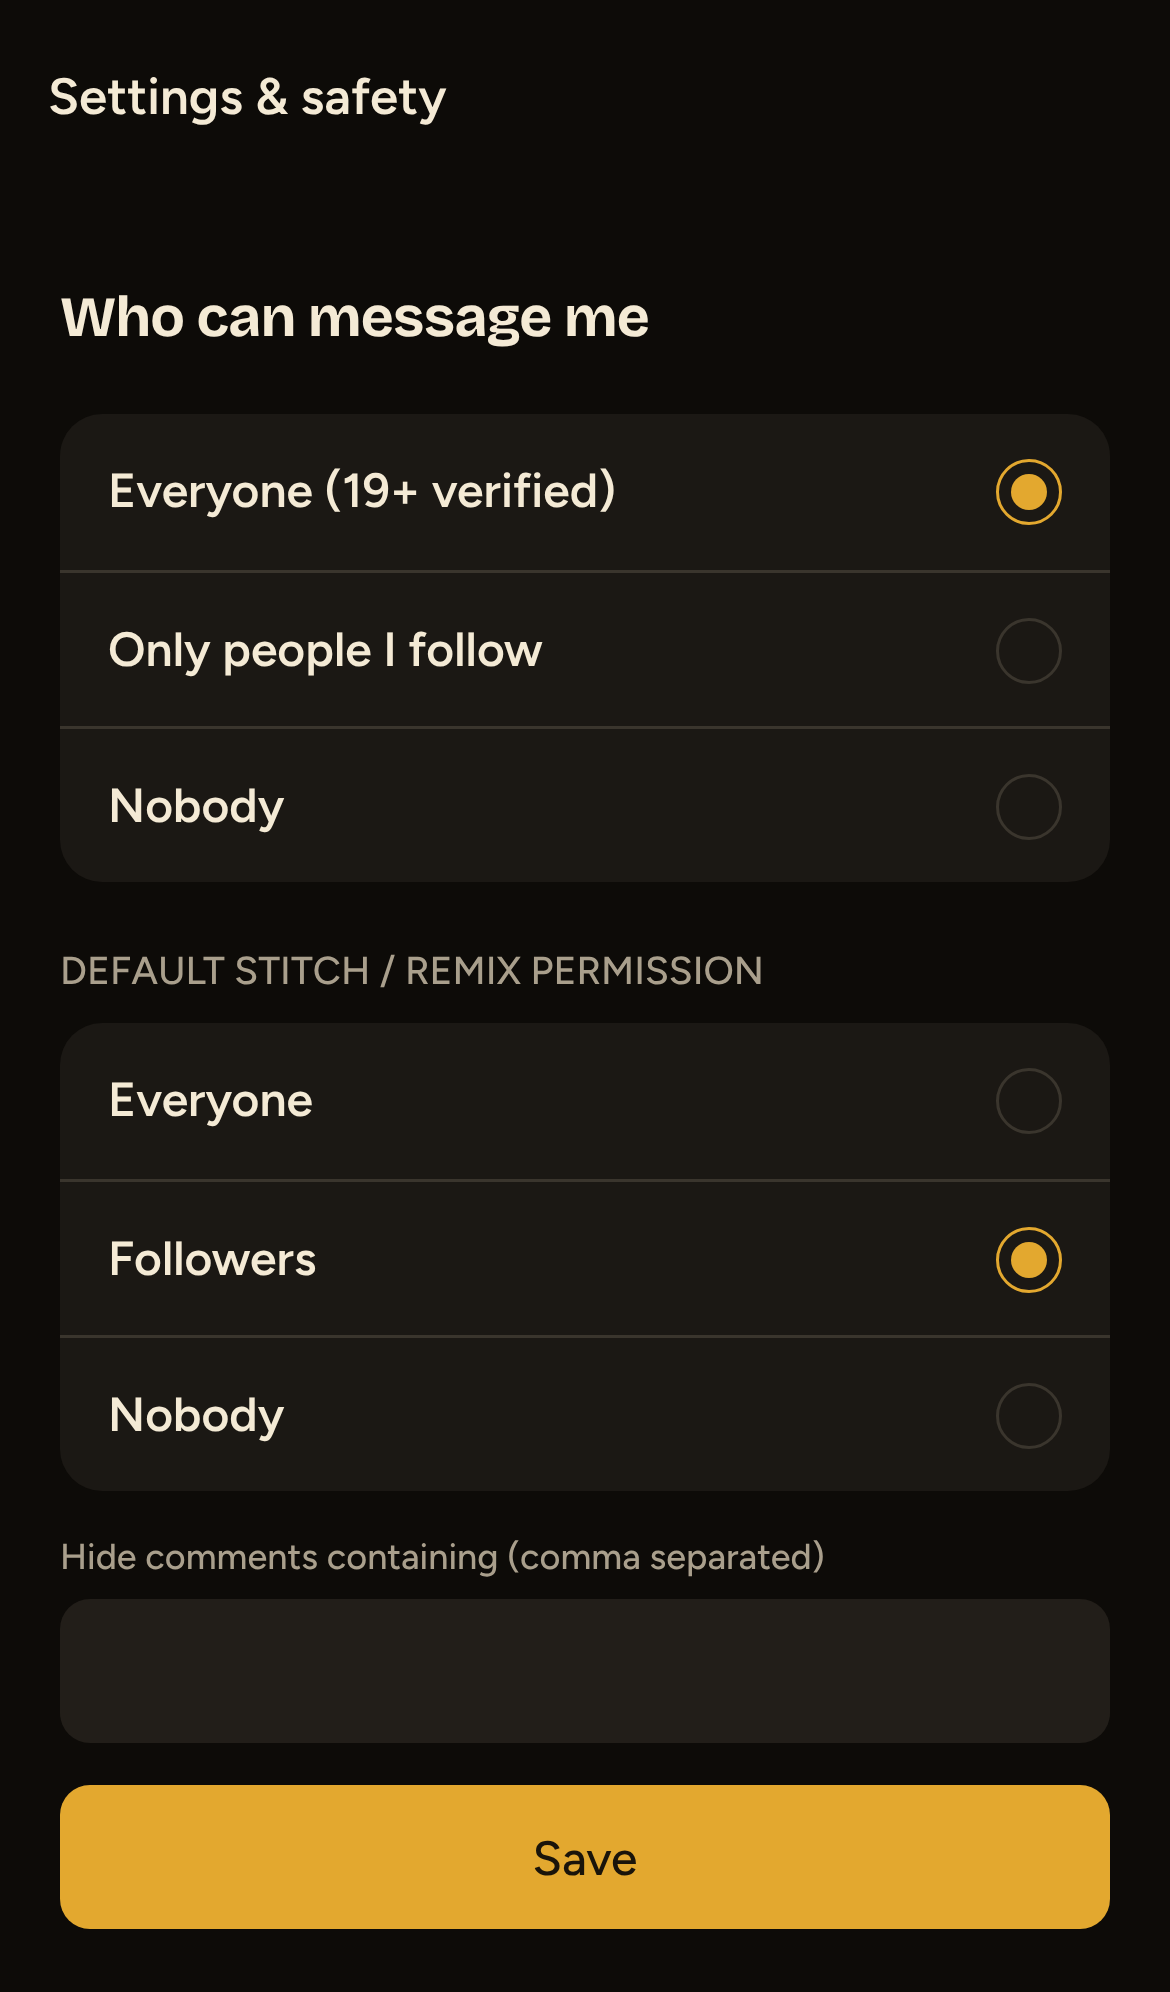 Settings & safety
Who can message me
Everyone (19+ verified)
Only people I follow
Nobody
DEFAULT STITCH / REMIX PERMISSION
Everyone
Followers
Nobody
Hide comments containing (comma separated)
Save